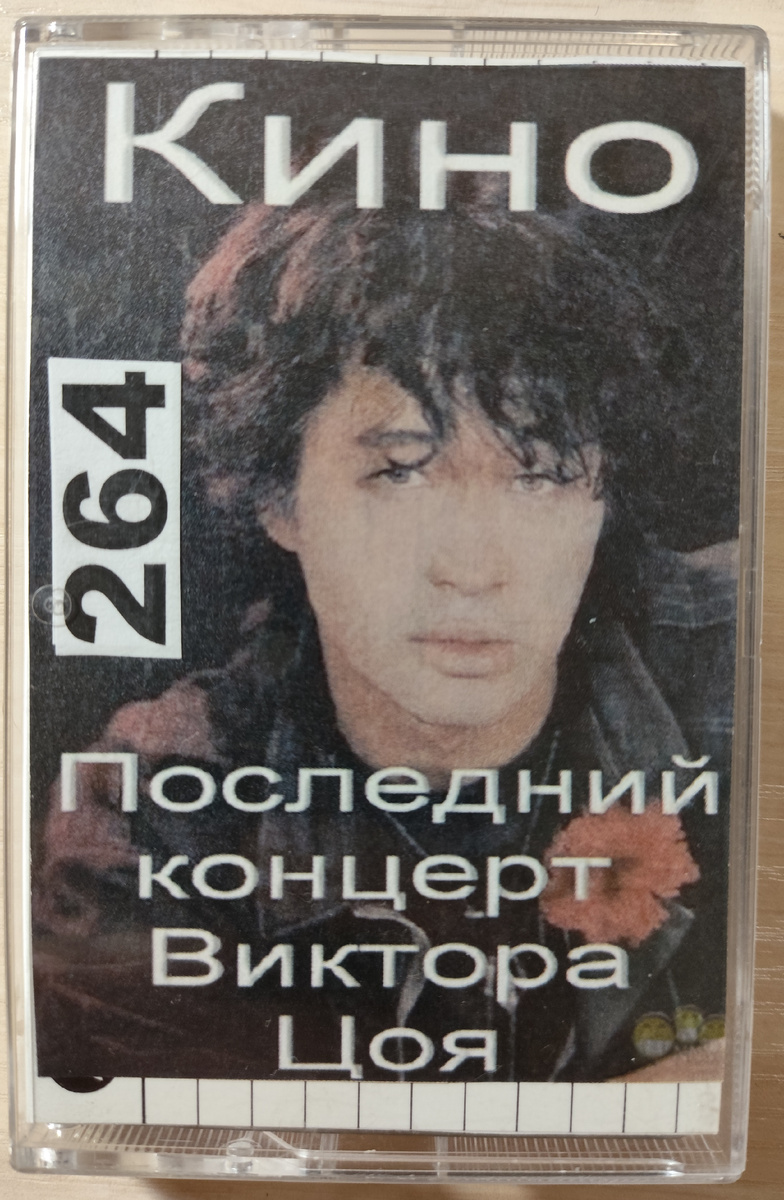 Кино
264
Последний
концерт
Виктора
Цоя